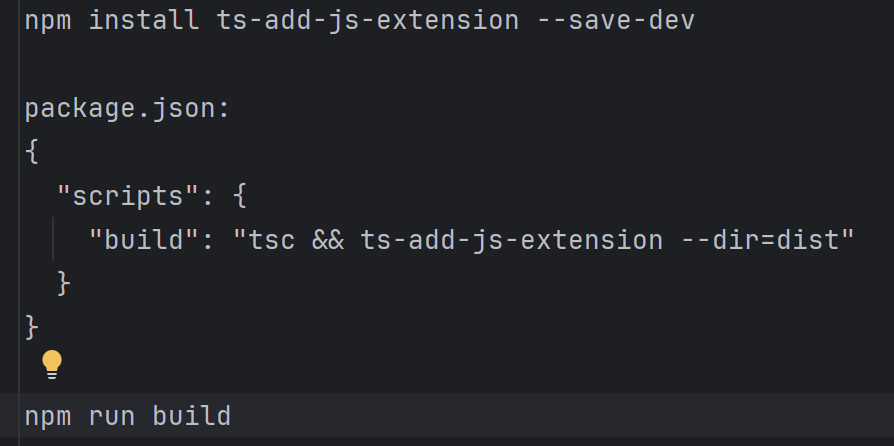 npm install ts-add-js-extension --save-dev
package.json:
{
"scripts": {
"build": "tsc && ts-add-js-extension --dir=dist"
}
}
npm run build